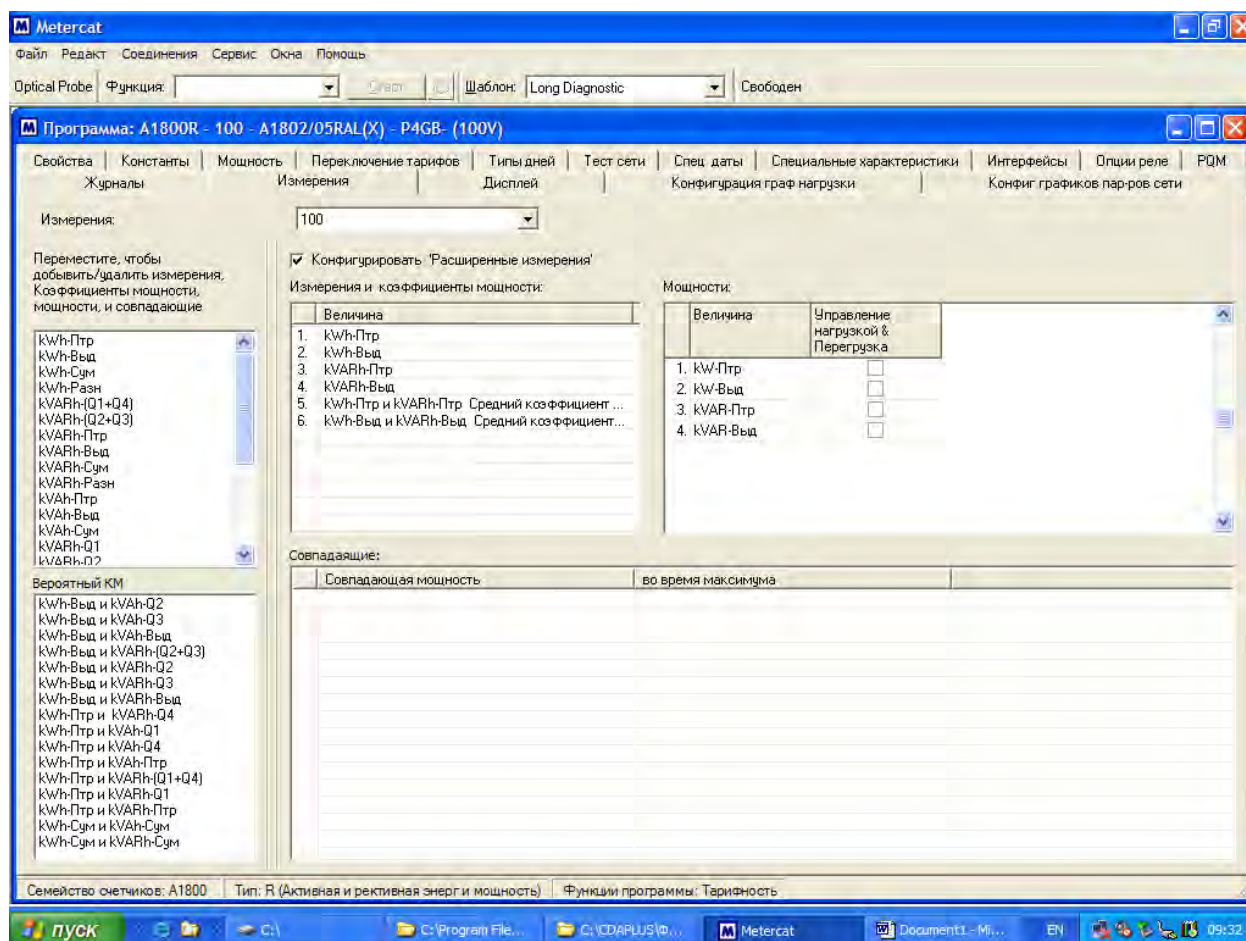 Metercat
Файл Редакт Соединения Сервис Окна Помощь
Optical Probe Функция: Старт Шаблон: Long Diagnostic Свободен
Программа: A1800R - 100 - A1802/05RAL(X) - P4GB- (100V)
Свойства Константы Мощность Переключение тарифов Типы дней Тест сети Спец даты Специальные характеристики Интерфейсы Опции реле PQM
Журналы Измерения Дисплей Конфигурация граф нагрузки Конфиг графиков пар-ров сети
Измерения: 100
Переместите, чтобы
добывить/удалить измерения,
Коэффициенты мощности,
мощности, и совпадающие
kWh-Птр
kWh-Выд
kWh-Сум
kWh-Разн
kVARh-(Q1+Q4)
kVARh-(Q2+Q3)
kVARh-Птр
kVARh-Выд
kVARh-Сум
kVARh-Разн
kVAh-Птр
kVAh-Выд
kVAh-Сум
kVARh-Q1
kVARh-Q2
Вероятный КМ
kWh-Выд и kVAh-Q2
kWh-Выд и kVAh-Q3
kWh-Выд и kVAh-Выд
kWh-Выд и kVARh-(Q2+Q3)
kWh-Выд и kVARh-Q2
kWh-Выд и kVARh-Q3
kWh-Выд и kVARh-Выд
kWh-Птр и kVARh-Q4
kWh-Птр и kVAh-Q1
kWh-Птр и kVAh-Q4
kWh-Птр и kVAh-Птр
kWh-Птр и kVARh-(Q1+Q4)
kWh-Птр и kVARh-Q1
kWh-Птр и kVARh-Птр
kWh-Сум и kVAh-Сум
kWh-Сум и kVARh-Сум
Конфигурировать 'Расширенные измерения'
Измерения и коэффициенты мощности:
Величина
1. kWh-Птр
2. kWh-Выд
3. kVARh-Птр
4. kVARh-Выд
5. kWh-Птр и kVARh-Птр Средний коэффициент ...
6. kWh-Выд и kVARh-Выд Средний коэффициент...
Мощности:
Величина Управление
нагрузкой &
Перегрузка
1. kW-Птр
2. kW-Выд
3. kVAR-Птр
4. kVAR-Выд
Совпадаящие:
Совпадающая мощность во время максимума
Семейство счетчиков: A1800 Тип: R (Активная и рективная энерг и мощность) Функции программы: Тарифность
пуск C:\ C:\Program File... C:\CDAPLUS\Ф... Metercat Document1 - Mi... EN 09:32